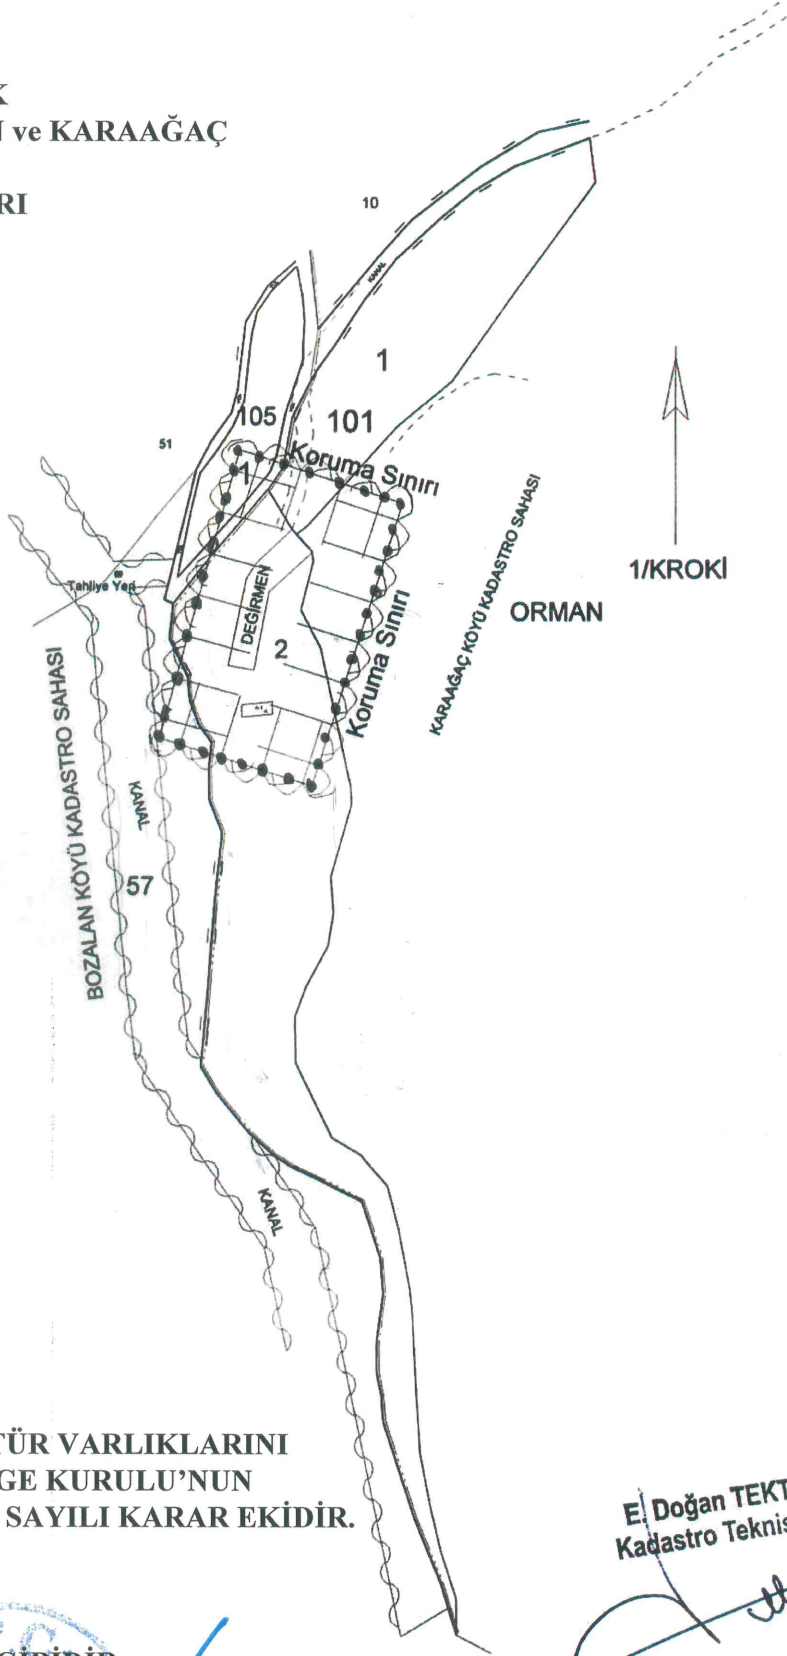 ve KARAAĞAÇ
10
KANAL
1
105
101
51
Koruma Sınırı
1
1/KROKİ
Tahliye Yeri
DEĞİRMEN
ORMAN
KARAAĞAÇ KÖYÜ KADASTRO SAHASI
2
Koruma Sınırı
BOZALAN KÖYÜ KADASTRO SAHASI
KANAL
57
KANAL
TÜR VARLIKLARINI
GE KURULU'NUN
SAYILI KARAR EKİDİR.
E. Doğan TEKT
Kadastro Teknis